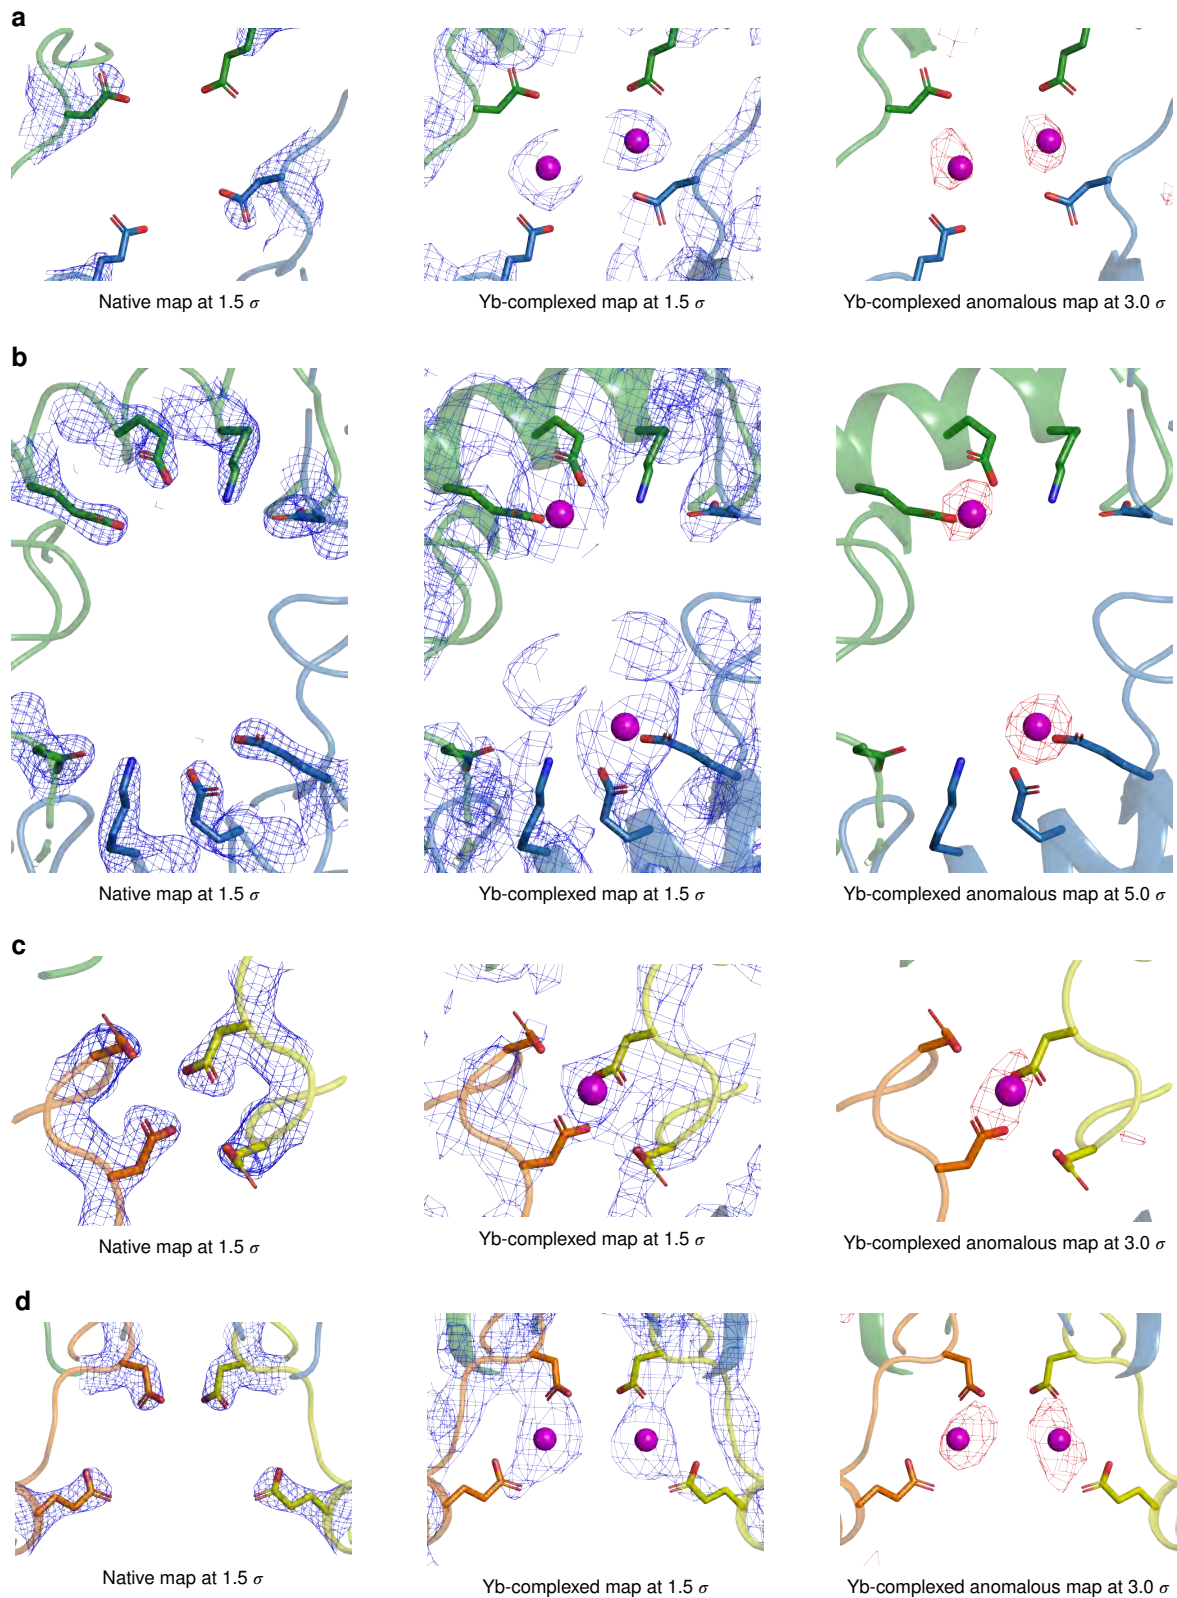 a
Native map at 1.5 σ
Yb-complexed map at 1.5 σ
Yb-complexed anomalous map at 3.0 σ
b
Native map at 1.5 σ
Yb-complexed map at 1.5 σ
Yb-complexed anomalous map at 5.0 σ
c
Native map at 1.5 σ
Yb-complexed map at 1.5 σ
Yb-complexed anomalous map at 3.0 σ
d
Native map at 1.5 σ
Yb-complexed map at 1.5 σ
Yb-complexed anomalous map at 3.0 σ